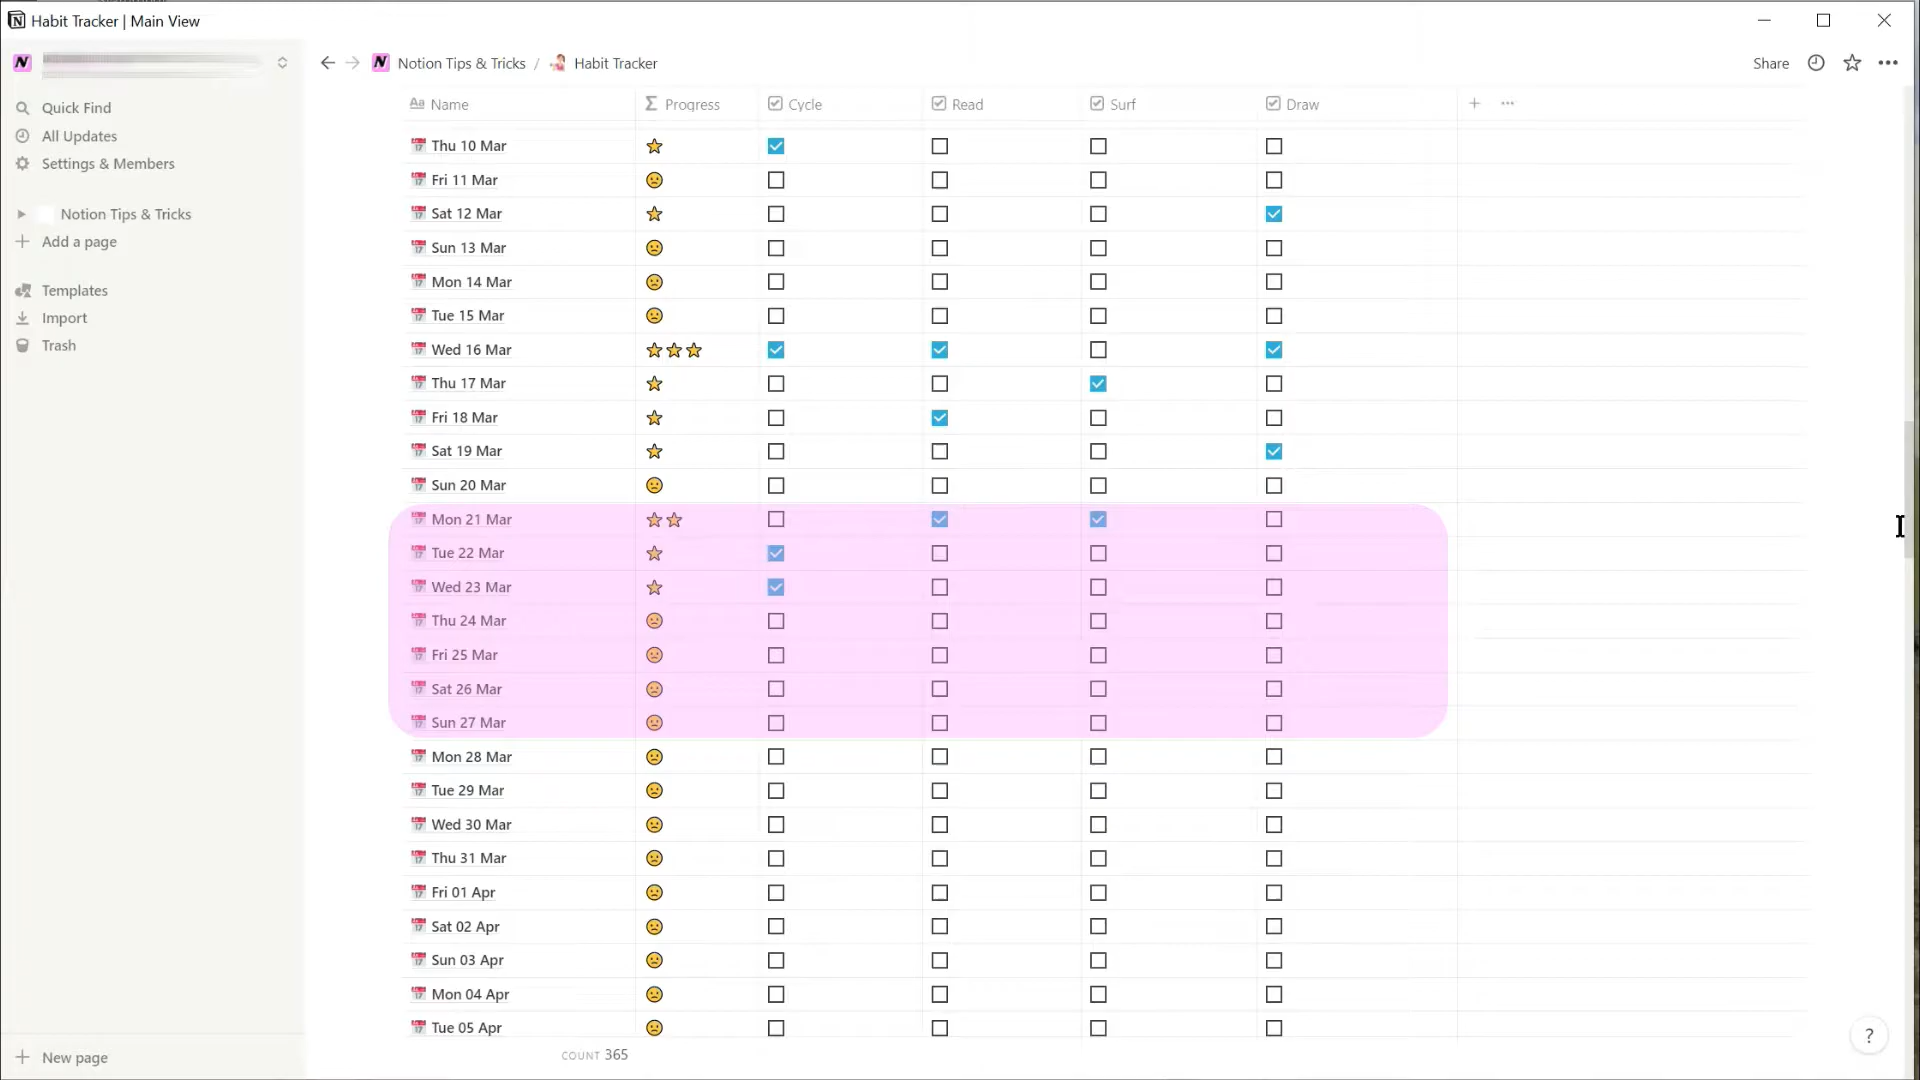 Habit Tracker | Main View
Notion Tips & Tricks / Habit Tracker
Share
Quick Find
All Updates
Settings & Members
Notion Tips & Tricks
Add a page
Templates
Import
Trash
New page
Aa Name Σ Progress Cycle Read Surf Draw
Thu 10 Mar
Fri 11 Mar
Sat 12 Mar
Sun 13 Mar
Mon 14 Mar
Tue 15 Mar
Wed 16 Mar
Thu 17 Mar
Fri 18 Mar
Sat 19 Mar
Sun 20 Mar
Mon 21 Mar
Tue 22 Mar
Wed 23 Mar
Thu 24 Mar
Fri 25 Mar
Sat 26 Mar
Sun 27 Mar
Mon 28 Mar
Tue 29 Mar
Wed 30 Mar
Thu 31 Mar
Fri 01 Apr
Sat 02 Apr
Sun 03 Apr
Mon 04 Apr
Tue 05 Apr
COUNT 365
?